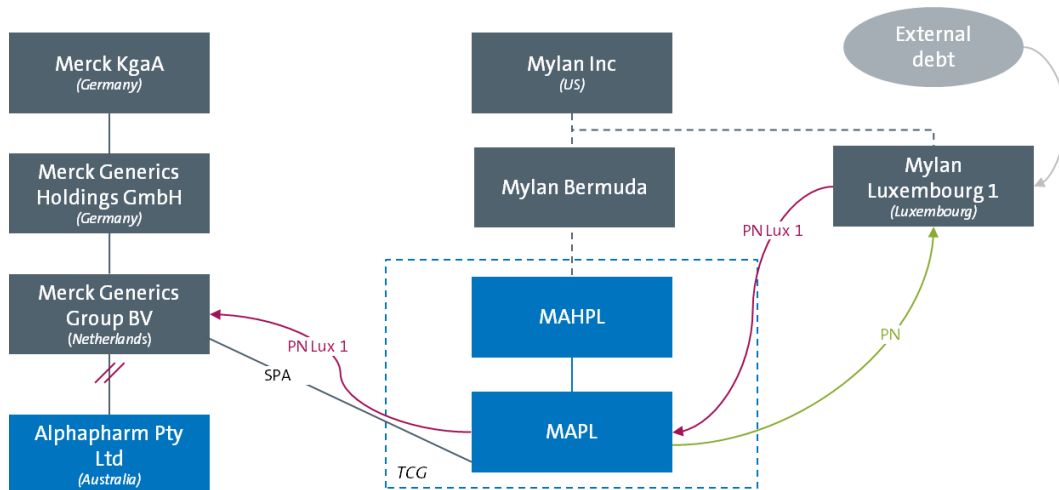 Merck KgaA
(Germany)
Mylan Inc
(US)
External
debt
Merck Generics
Holdings GmbH
(Germany)
Mylan Bermuda
Mylan
Luxembourg 1
(Luxembourg)
PN Lux 1
Merck Generics
Group BV
(Netherlands)
MAHPL
PN Lux 1
PN
SPA
Alphapharm Pty
Ltd
(Australia)
MAPL
TCG